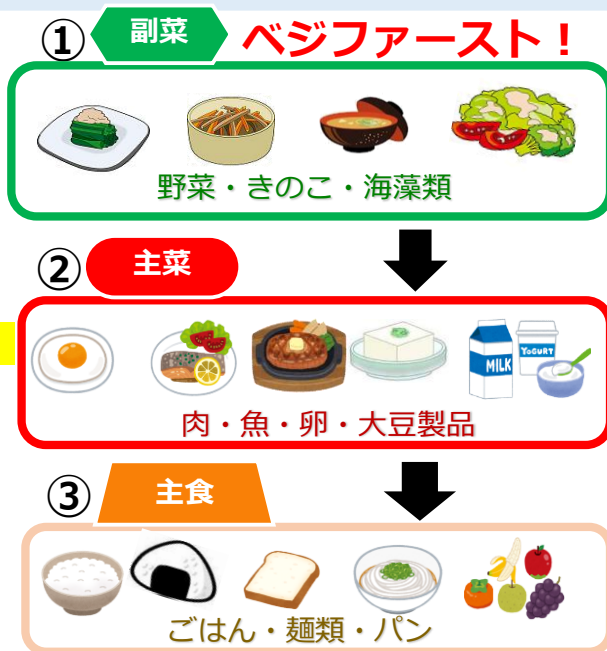 ① 副菜 ベジファースト！
野菜・きのこ・海藻類
② 主菜
MILK
YOGURT
肉・魚・卵・大豆製品
③ 主食
ごはん・麺類・パン